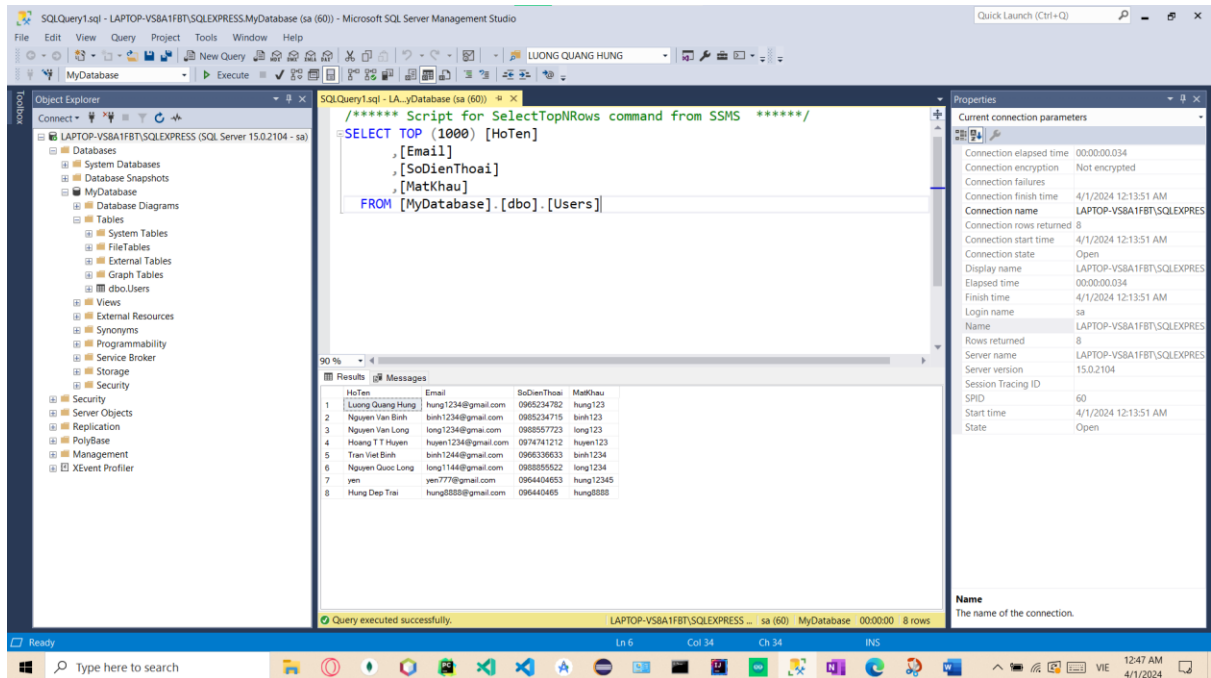 SQLQuery1.sql - LAPTOP-VS8A1FBT\SQLEXPRESS.MyDatabase (sa (60)) - Microsoft SQL Server Management Studio
Quick Launch (Ctrl+Q)
File Edit View Query Project Tools Window Help
New Query LUONG QUANG HUNG
MyDatabase Execute
Toolbox
Object Explorer
Connect
LAPTOP-VS8A1FBT\SQLEXPRESS (SQL Server 15.0.2104 - sa)
Databases
System Databases
Database Snapshots
MyDatabase
Database Diagrams
Tables
System Tables
FileTables
External Tables
Graph Tables
dbo.Users
Views
External Resources
Synonyms
Programmability
Service Broker
Storage
Security
Security
Server Objects
Replication
PolyBase
Management
XEvent Profiler
SQLQuery1.sql - LA...yDatabase (sa (60))
/****** Script for SelectTopNRows command from SSMS ******/
SELECT TOP (1000) [HoTen]
,[Email]
,[SoDienThoai]
,[MatKhau]
FROM [MyDatabase].[dbo].[Users]
90 %
Results Messages
HoTen Email SoDienThoai MatKhau
1 Luong Quang Hung hung1234@gmail.com 0965234782 hung123
2 Nguyen Van Binh binh1234@gmail.com 0985234715 binh123
3 Nguyen Van Long long1234@gmai.com 0988557723 long123
4 Hoang T T Huyen huyen1234@gmail.com 0974741212 huyen123
5 Tran Viet Binh binh1244@gmail.com 0966336633 binh1234
6 Nguyen Quoc Long long1144@gmail.com 0988855522 long1234
7 yen yen777@gmail.com 0964404653 hung12345
8 Hung Dep Trai hung8888@gmail.com 096440465 hung8888
Query executed successfully. LAPTOP-VS8A1FBT\SQLEXPRESS ... sa (60) MyDatabase 00:00:00 8 rows
Properties
Current connection parameters
Connection elapsed time 00:00:00.034
Connection encryption Not encrypted
Connection failures
Connection finish time 4/1/2024 12:13:51 AM
Connection name LAPTOP-VS8A1FBT\SQLEXPRES
Connection rows returned 8
Connection start time 4/1/2024 12:13:51 AM
Connection state Open
Display name LAPTOP-VS8A1FBT\SQLEXPRES
Elapsed time 00:00:00.034
Finish time 4/1/2024 12:13:51 AM
Login name sa
Name LAPTOP-VS8A1FBT\SQLEXPRES
Rows returned 8
Server name LAPTOP-VS8A1FBT\SQLEXPRES
Server version 15.0.2104
Session Tracing ID
SPID 60
Start time 4/1/2024 12:13:51 AM
State Open
Name
The name of the connection.
Ready Ln 6 Col 34 Ch 34 INS
Type here to search
VIE
12:47 AM
4/1/2024